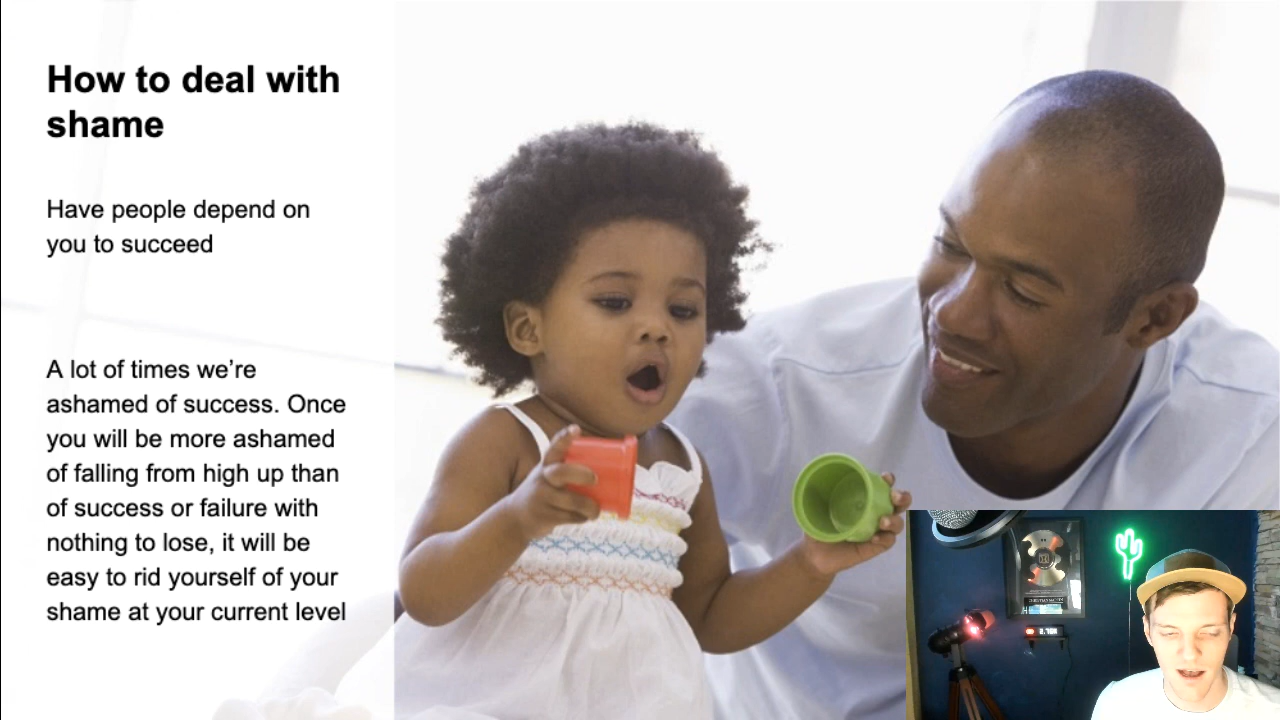 How to deal with
shame
Have people depend on
you to succeed
A lot of times we’re
ashamed of success. Once
you will be more ashamed
of falling from high up than
of success or failure with
nothing to lose, it will be
easy to rid yourself of your
shame at your current level